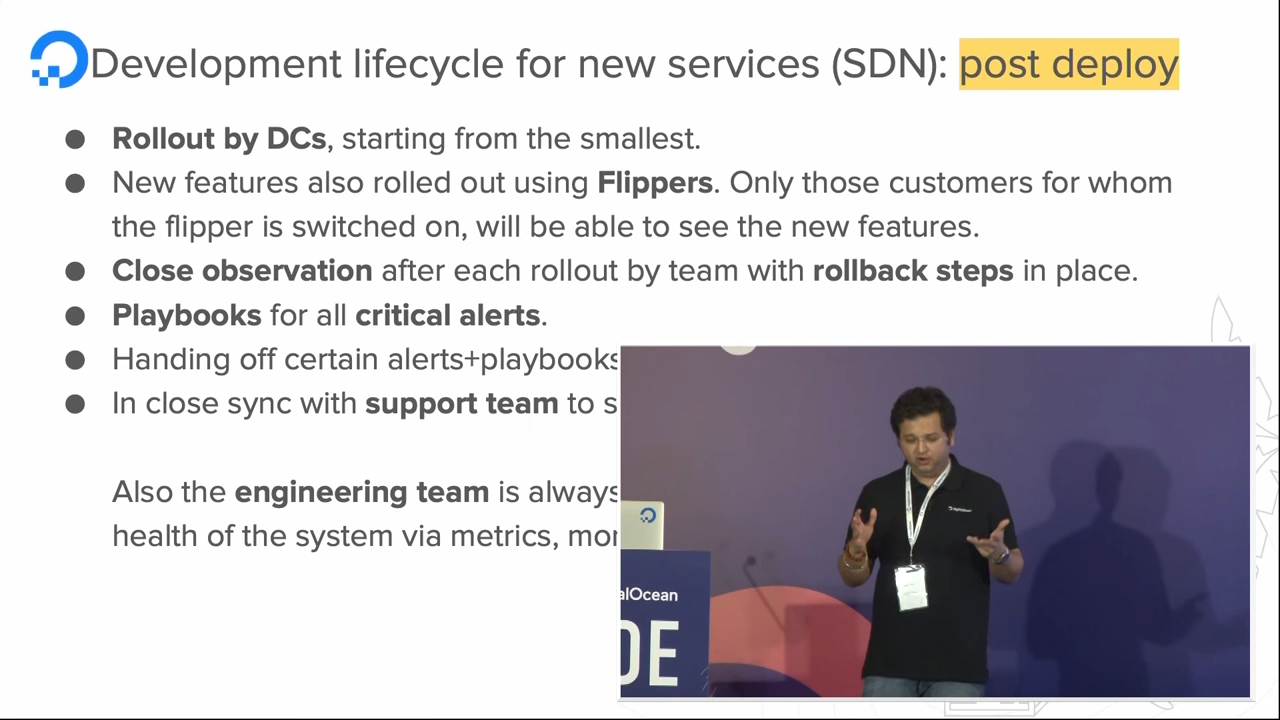 Development lifecycle for new services (SDN): post deploy
● Rollout by DCs, starting from the smallest.
● New features also rolled out using Flippers. Only those customers for whom
the flipper is switched on, will be able to see the new features.
● Close observation after each rollout by team with rollback steps in place.
● Playbooks for all critical alerts.
● Handing off certain alerts+playbooks
● In close sync with support team to s
Also the engineering team is always
health of the system via metrics, mor
alOcean
DE